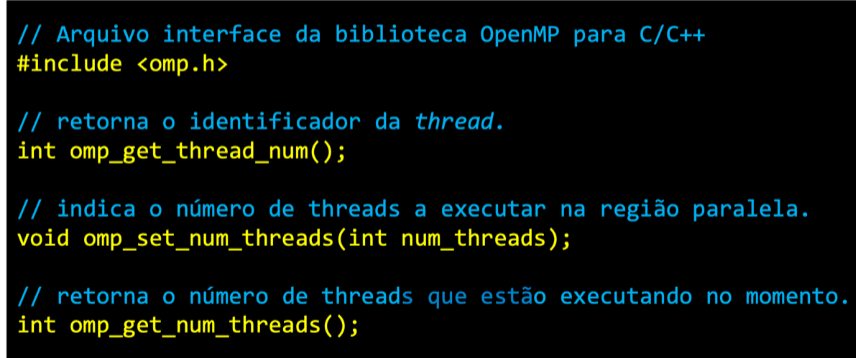 // Arquivo interface da biblioteca OpenMP para C/C++
#include <omp.h>
// retorna o identificador da thread.
int omp_get_thread_num();
// indica o número de threads a executar na região paralela.
void omp_set_num_threads(int num_threads);
// retorna o número de threads que estão executando no momento.
int omp_get_num_threads();